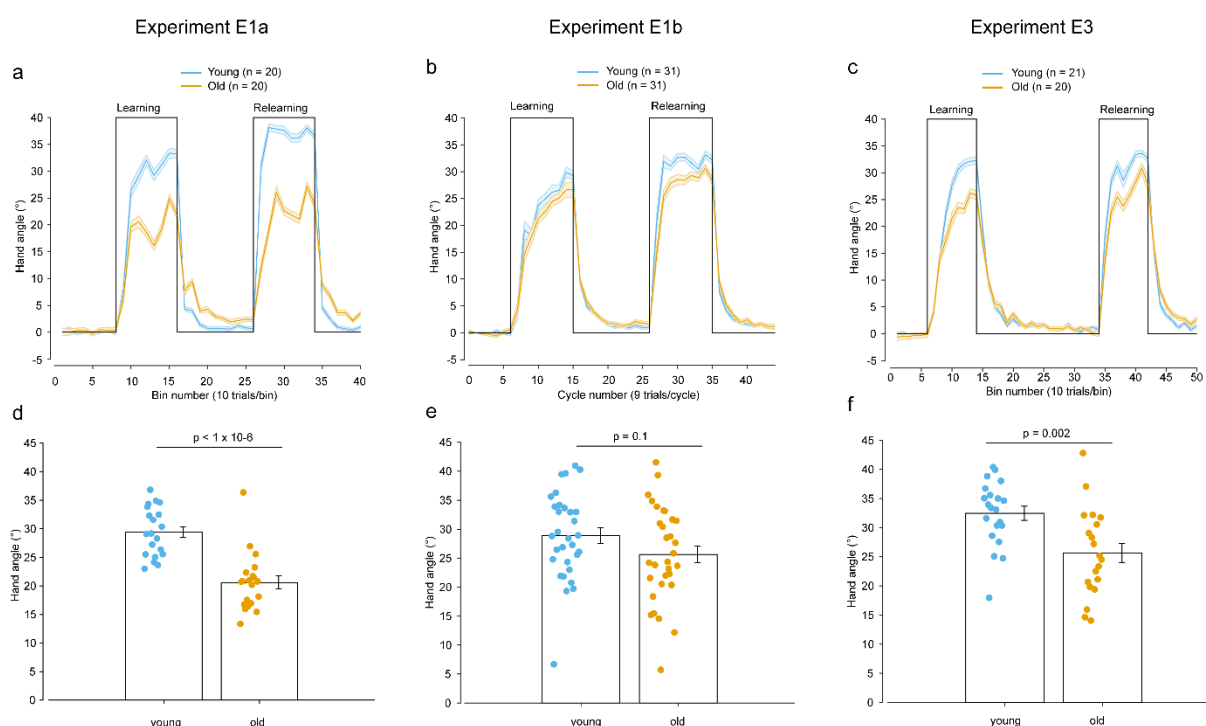 Experiment E1a
Experiment E1b
Experiment E3
a
Young (n = 20)
Old (n = 20)
Learning
Relearning
40
35
30
25
20
15
10
5
0
-5
Hand angle (°)
0 5 10 15 20 25 30 35 40
Bin number (10 trials/bin)
b
Young (n = 31)
Old (n = 31)
Learning
Relearning
40
35
30
25
20
15
10
5
0
-5
Hand angle (°)
0 10 20 30 40
Cycle number (9 trials/cycle)
c
Young (n = 21)
Old (n = 20)
Learning
Relearning
40
35
30
25
20
15
10
5
0
-5
Hand angle (°)
0 5 10 15 20 25 30 35 40 45 50
Bin number (10 trials/bin)
d
p < 1 x 10-6
45
40
35
30
25
20
15
10
5
0
Hand angle (°)
young old
e
p = 0.1
45
40
35
30
25
20
15
10
5
0
Hand angle (°)
young old
f
p = 0.002
45
40
35
30
25
20
15
10
5
0
Hand angle (°)
young old